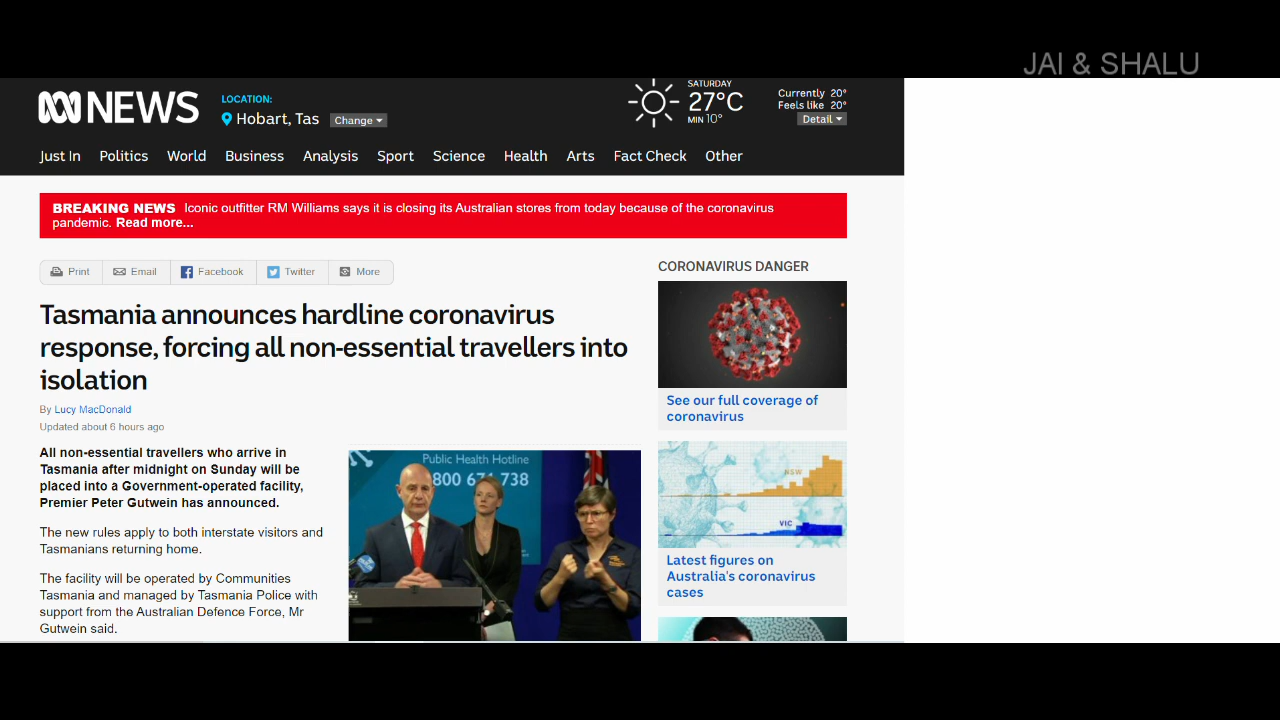 JAI & SHALU
NEWS
LOCATION:
Hobart, Tas
Change
SATURDAY
27°C
MIN 10°
Currently 20°
Feels like 20°
Detail
Just In Politics World Business Analysis Sport Science Health Arts Fact Check Other
BREAKING NEWS Iconic outfitter RM Williams says it is closing its Australian stores from today because of the coronavirus
pandemic. Read more...
Print Email Facebook Twitter More
Tasmania announces hardline coronavirus
response, forcing all non-essential travellers into
isolation
By Lucy MacDonald
Updated about 6 hours ago
All non-essential travellers who arrive in
Tasmania after midnight on Sunday will be
placed into a Government-operated facility,
Premier Peter Gutwein has announced.
The new rules apply to both interstate visitors and
Tasmanians returning home.
The facility will be operated by Communities
Tasmania and managed by Tasmania Police with
support from the Australian Defence Force, Mr
Gutwein said.
Public Health Hotline
800 671 738
CORONAVIRUS DANGER
See our full coverage of
coronavirus
NSW
VIC
Latest figures on
Australia's coronavirus
cases